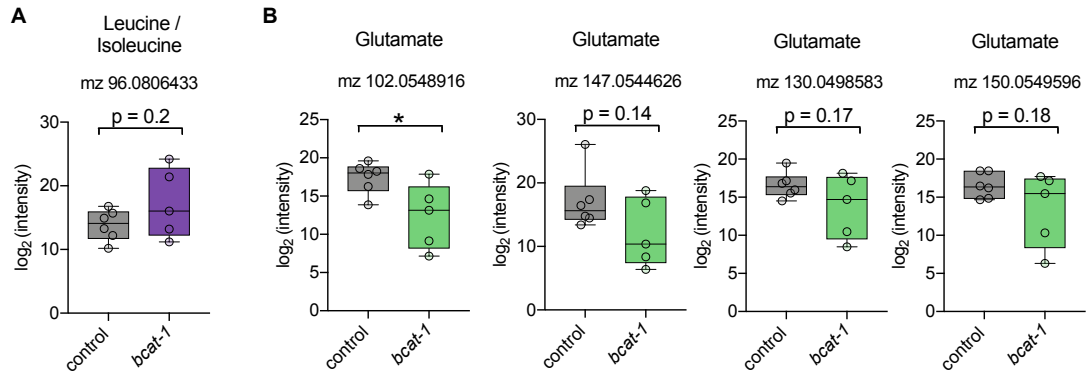 A
Leucine /
Isoleucine
mz 96.0806433
p = 0.2
log2 (intensity)
30
20
10
0
control
bcat-1
B
Glutamate
mz 102.0548916
*
log2 (intensity)
25
20
15
10
5
0
control
bcat-1
Glutamate
mz 147.0544626
p = 0.14
log2 (intensity)
30
20
10
0
control
bcat-1
Glutamate
mz 130.0498583
p = 0.17
log2 (intensity)
25
20
15
10
5
0
control
bcat-1
Glutamate
mz 150.0549596
p = 0.18
log2 (intensity)
25
20
15
10
5
0
control
bcat-1